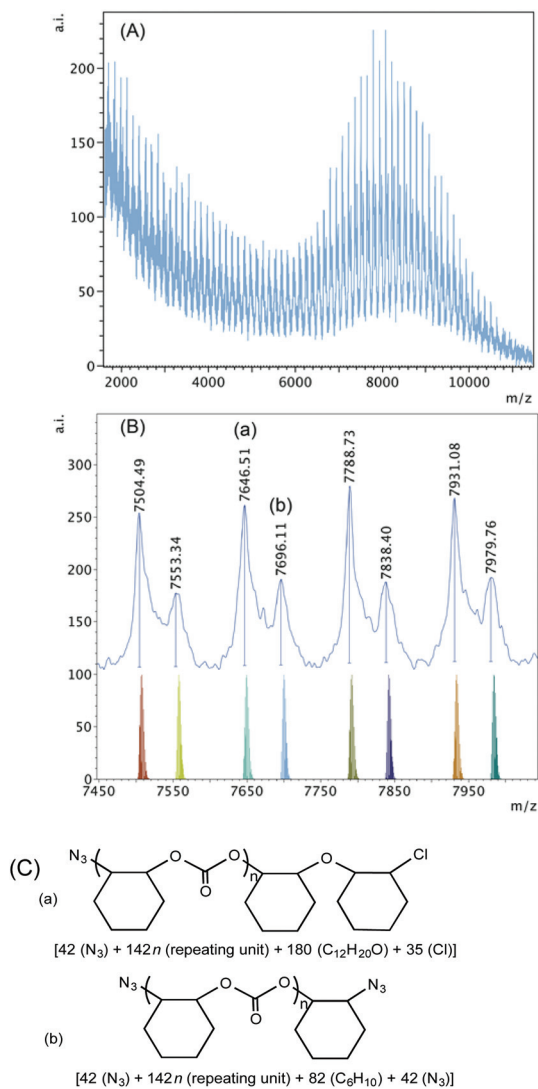 a.i.
(A)
200
150
100
50
0
2000 4000 6000 8000 10000
m/z
a.i.
(B)
(a)
(b)
7504.49
7553.34
7646.51
7696.11
7788.73
7838.40
7931.08
7979.76
300
250
200
150
100
50
0
7450 7550 7650 7750 7850 7950
m/z
(C)
(a)
N3 O O n O Cl
O
[42 (N3) + 142n (repeating unit) + 180 (C12H20O) + 35 (Cl)]
(b)
N3 O O n N3
O
[42 (N3) + 142n (repeating unit) + 82 (C6H10) + 42 (N3)]